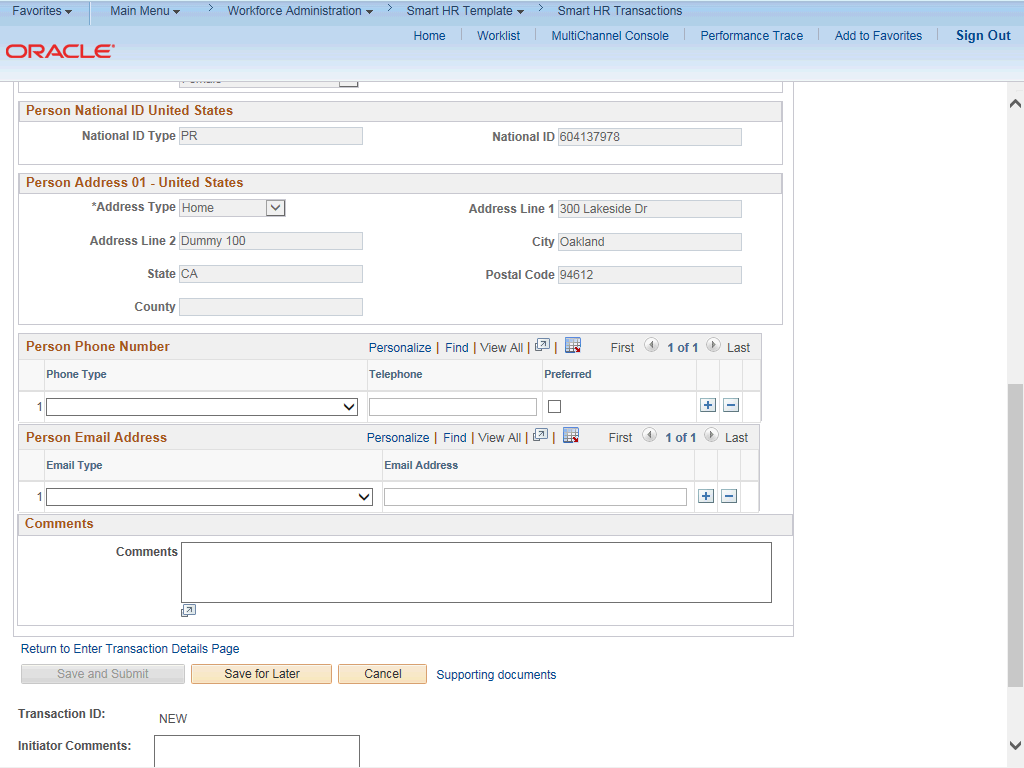 Favorites Main Menu Workforce Administration Smart HR Template Smart HR Transactions
Home Worklist MultiChannel Console Performance Trace Add to Favorites Sign Out
ORACLE
Person National ID United States
National ID Type PR National ID 604137978
Person Address 01 - United States
*Address Type Home Address Line 1 300 Lakeside Dr
Address Line 2 Dummy 100 City Oakland
State CA Postal Code 94612
County
Person Phone Number Personalize | Find | View All | | First 1 of 1 Last
Phone Type Telephone Preferred
1
Person Email Address Personalize | Find | View All | | First 1 of 1 Last
Email Type Email Address
1
Comments
Comments
Return to Enter Transaction Details Page
Save and Submit Save for Later Cancel Supporting documents
Transaction ID: NEW
Initiator Comments: